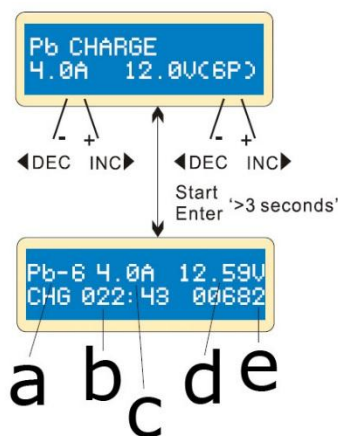 Pb CHARGE
4.0A 12.0V(6P)
- + - +
◀DEC INC▶ ◀DEC INC▶
Start
Enter '>3 seconds'
Pb-6 4.0A 12.59V
CHG 022:43 00682
a b c d e